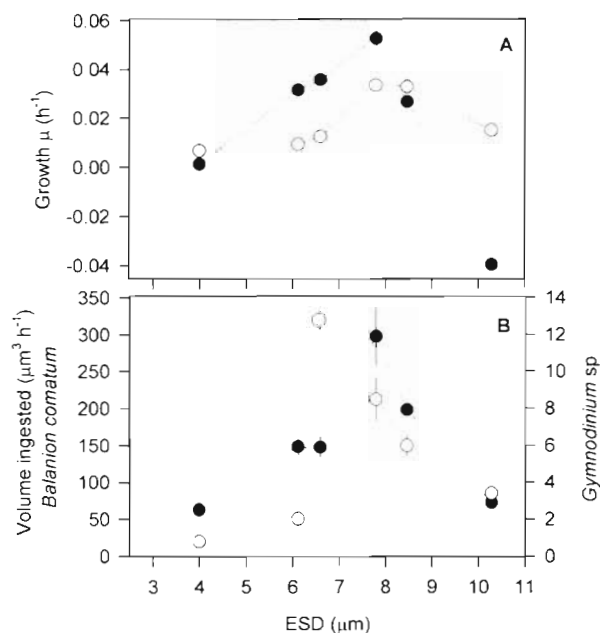 A
0.06
0.04
0.02
0.00
-0.02
-0.04
Growth µ (h⁻¹)
B
350
300
250
200
150
100
50
0
Volume ingested (µm³ h⁻¹)
Balanion comatum
14
12
10
8
6
4
2
0
Gymnodinium sp
3 4 5 6 7 8 9 10 11
ESD (µm)